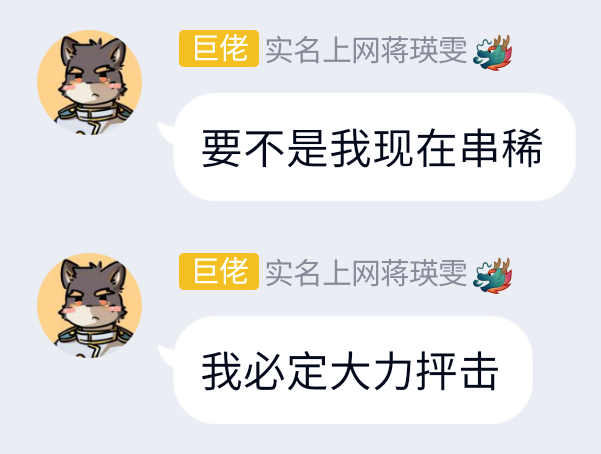 巨佬 实名上网蒋瑛雯🐲
要不是我现在串稀
巨佬 实名上网蒋瑛雯🐲
我必定大力抨击